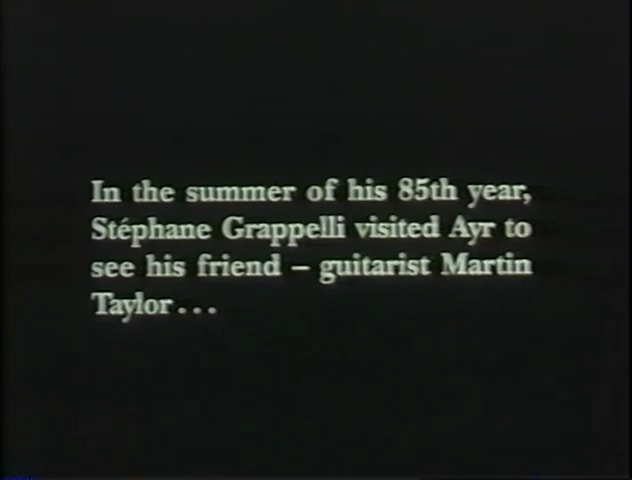 In the summer of his 85th year,
Stéphane Grappelli visited Ayr to
see his friend – guitarist Martin
Taylor...